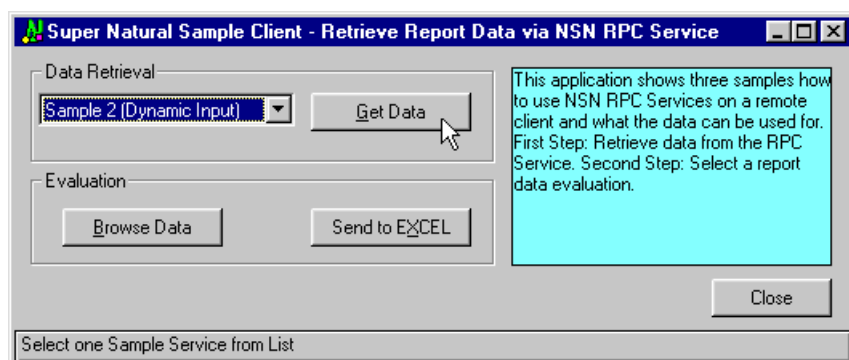 Super Natural Sample Client - Retrieve Report Data via NSN RPC Service
Data Retrieval
Sample 2 (Dynamic Input)
Get Data
This application shows three samples how
to use NSN RPC Services on a remote
client and what the data can be used for.
First Step: Retrieve data from the RPC
Service. Second Step: Select a report
data evaluation.
Evaluation
Browse Data
Send to EXCEL
Close
Select one Sample Service from List